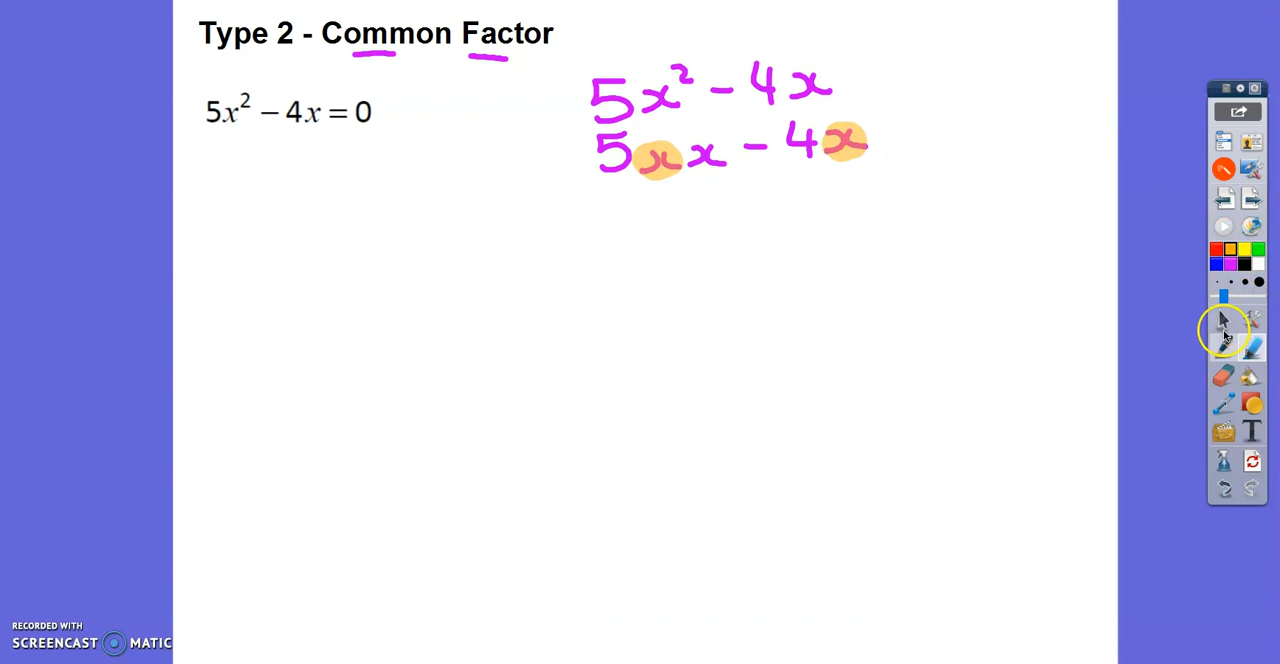 Type 2 - Common Factor
5x² − 4x = 0
5x² − 4x
5xx − 4x
T
RECORDED WITH
SCREENCAST MATIC